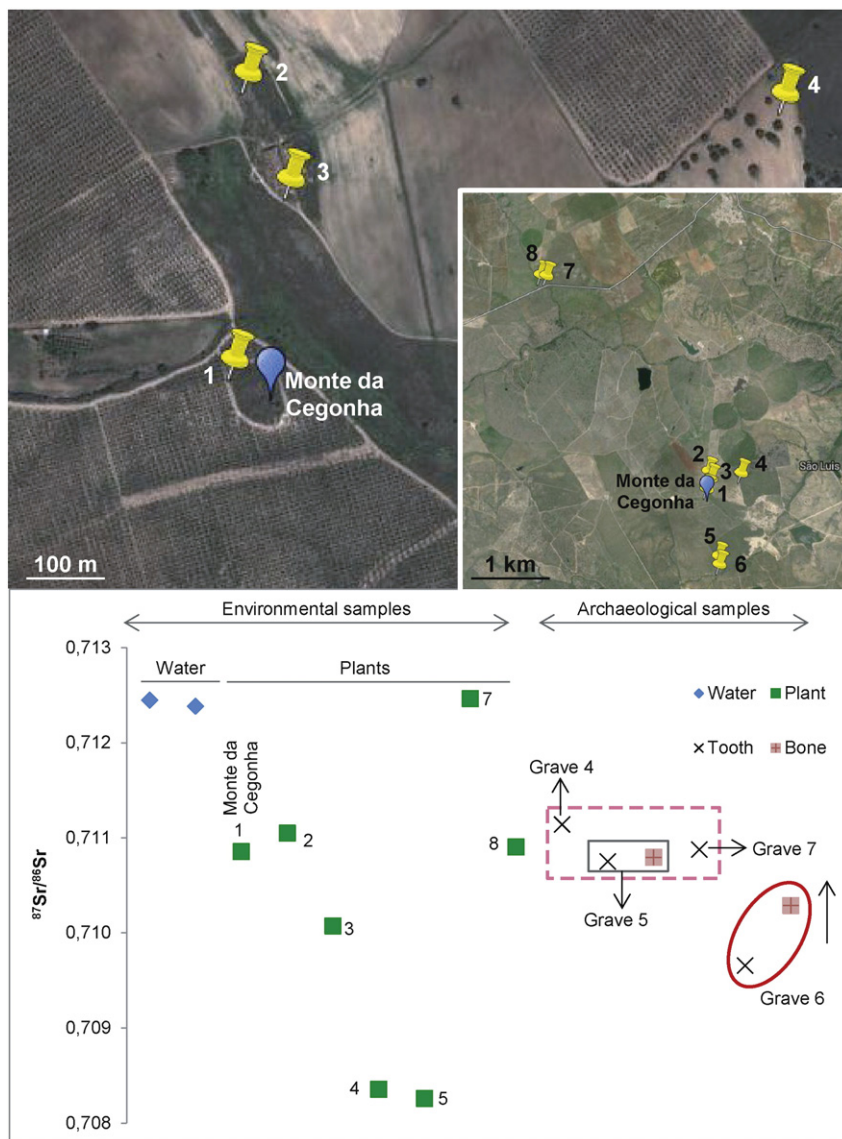 2
3
4
1
Monte da
Cegonha
100 m
8
7
2
3
4
São Luis
Monte da
Cegonha
1
5
6
1 km
Environmental samples
Archaeological samples
Water
Plants
Water
Plant
Tooth
Bone
⁸⁷Sr/⁸⁶Sr
0,713
0,712
0,711
0,710
0,709
0,708
Monte da
Cegonha
1
2
3
4
5
7
8
Grave 4
Grave 7
Grave 5
Grave 6